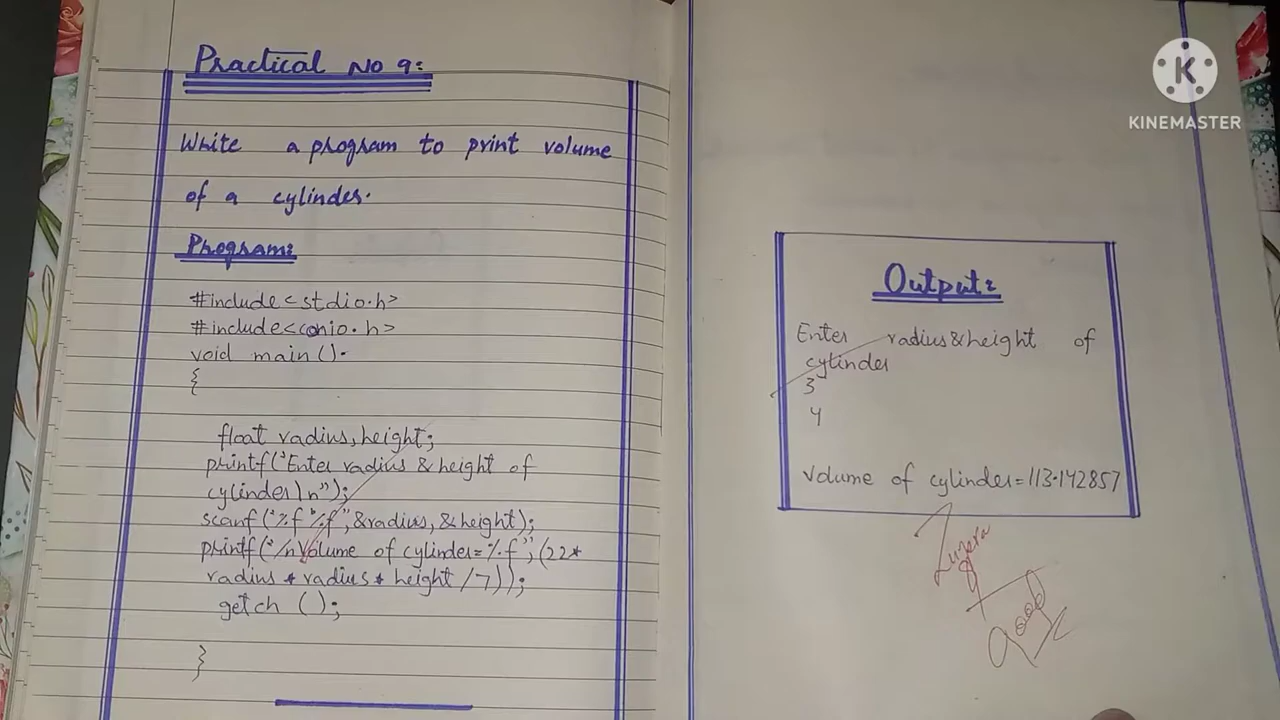 Practical No 9:
Write a program to print volume
of a cylinder.
Program:
#include<stdio.h>
#include<conio.h>
void main().
{
float radius,height;
printf("Enter radius & height of
cylinder\n");
scanf("%f %f",&radius,&height);
printf("/nVolume of cylinder=%.f",(22*
radius * radius * height /7));
getch ();
}
Output:
Enter radius&height of
cylinder
3
4
volume of cylinder=113.142857
Good
KINEMASTER